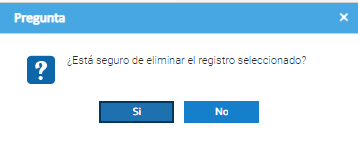 Pregunta
¿Está seguro de eliminar el registro seleccionado?
Si
No